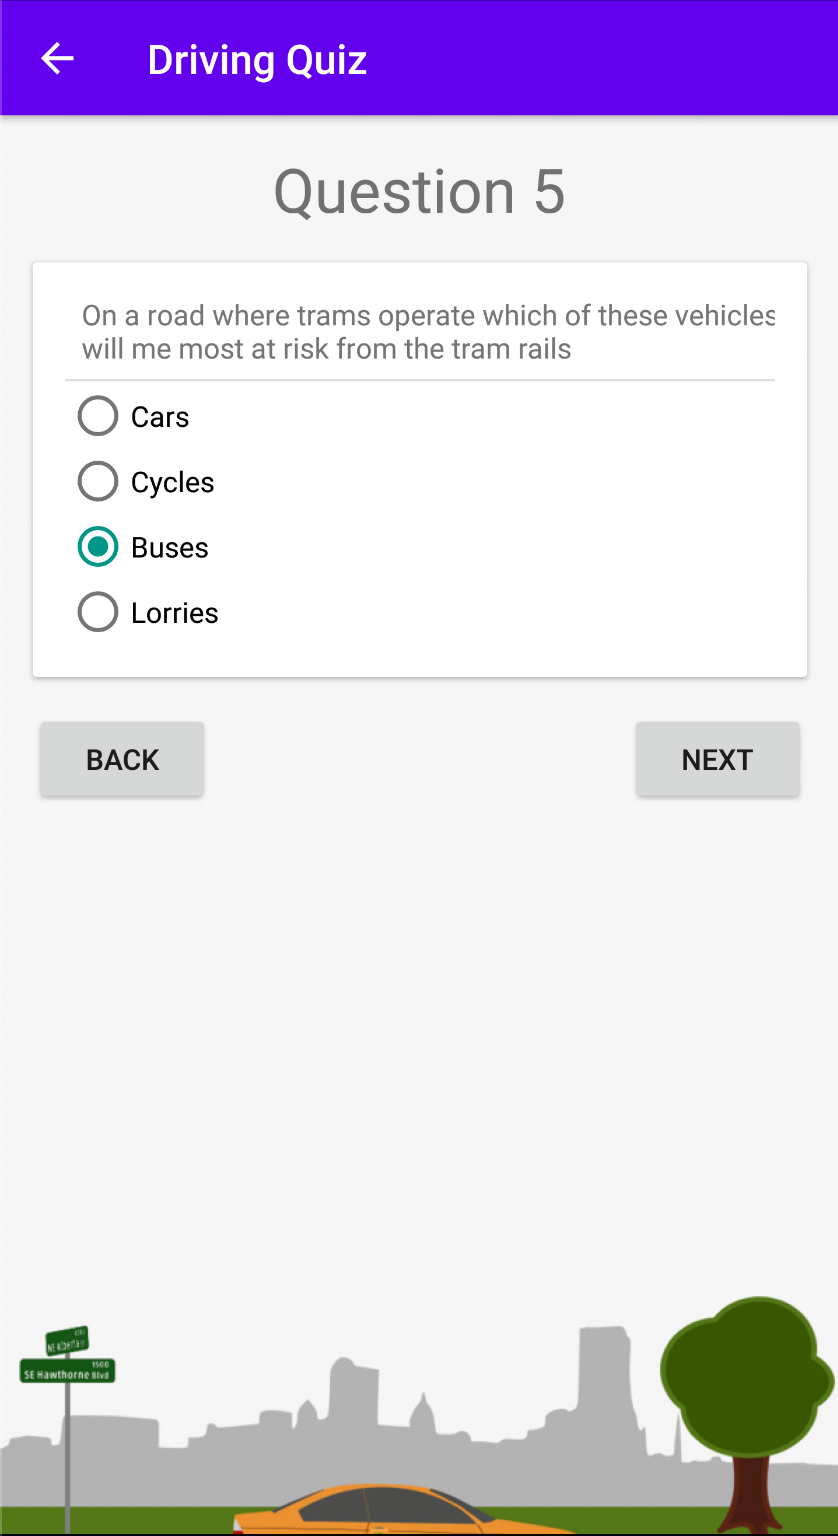 Driving Quiz
Question 5
On a road where trams operate which of these vehicles
will me most at risk from the tram rails
Cars
Cycles
Buses
Lorries
BACK
NEXT
NE Alberta
1500
SE Hawthorne Blvd